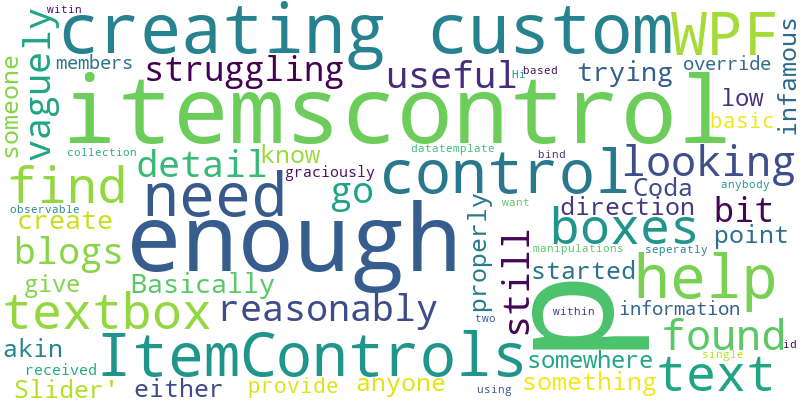 witin
creating custom WPF
members
struggling
useful
Hi
based
trying
override
someone
vaguely
itemscontrol
low
basic
infamous
collection
detail
know
graciously
datatemplate
control
bind
looking
find
need
go
Coda
anybody
observable
create
enough
want
direction
bit
properly
boxes
point
blogs
Basically
still
manipulations
seperatly
give
started
help
textbox
reasonably
two
p
within
information
akin
ItemControls
found
id
received
somewhere
single
text
Slider'
either
provide
anyone
using
something